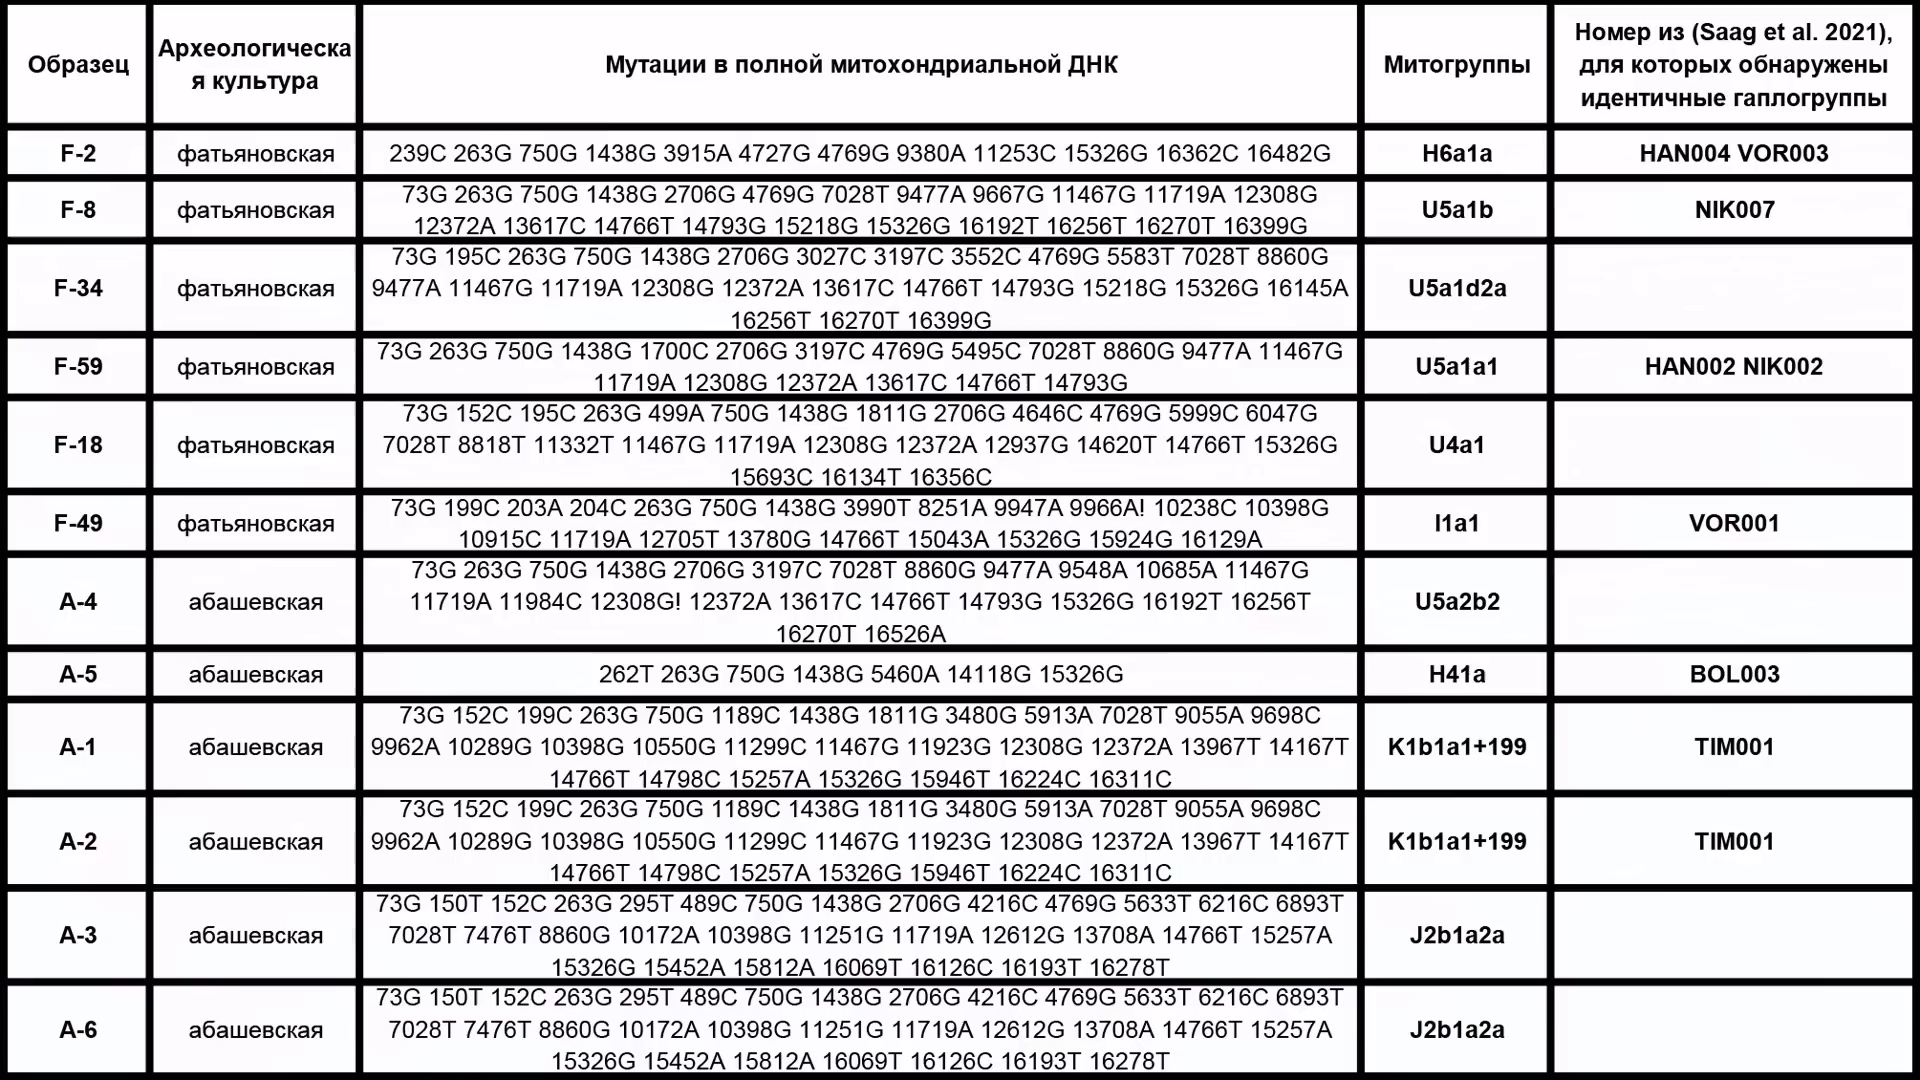 Образец
Археологическа
я культура
Мутации в полной митохондриальной ДНК
Митогруппы
Номер из (Saag et al. 2021),
для которых обнаружены
идентичные гаплогруппы
F-2
фатьяновская
239C 263G 750G 1438G 3915A 4727G 4769G 9380A 11253C 15326G 16362C 16482G
H6a1a
HAN004 VOR003
F-8
фатьяновская
73G 263G 750G 1438G 2706G 4769G 7028T 9477A 9667G 11467G 11719A 12308G
12372A 13617C 14766T 14793G 15218G 15326G 16192T 16256T 16270T 16399G
U5a1b
NIK007
F-34
фатьяновская
73G 195C 263G 750G 1438G 2706G 3027C 3197C 3552C 4769G 5583T 7028T 8860G
9477A 11467G 11719A 12308G 12372A 13617C 14766T 14793G 15218G 15326G 16145A
16256T 16270T 16399G
U5a1d2a
F-59
фатьяновская
73G 263G 750G 1438G 1700C 2706G 3197C 4769G 5495C 7028T 8860G 9477A 11467G
11719A 12308G 12372A 13617C 14766T 14793G
U5a1a1
HAN002 NIK002
F-18
фатьяновская
73G 152C 195C 263G 499A 750G 1438G 1811G 2706G 4646C 4769G 5999C 6047G
7028T 8818T 11332T 11467G 11719A 12308G 12372A 12937G 14620T 14766T 15326G
15693C 16134T 16356C
U4a1
F-49
фатьяновская
73G 199C 203A 204C 263G 750G 1438G 3990T 8251A 9947A 9966A! 10238C 10398G
10915C 11719A 12705T 13780G 14766T 15043A 15326G 15924G 16129A
I1a1
VOR001
A-4
абашевская
73G 263G 750G 1438G 2706G 3197C 7028T 8860G 9477A 9548A 10685A 11467G
11719A 11984C 12308G! 12372A 13617C 14766T 14793G 15326G 16192T 16256T
16270T 16526A
U5a2b2
A-5
абашевская
262T 263G 750G 1438G 5460A 14118G 15326G
H41a
BOL003
A-1
абашевская
73G 152C 199C 263G 750G 1189C 1438G 1811G 3480G 5913A 7028T 9055A 9698C
9962A 10289G 10398G 10550G 11299C 11467G 11923G 12308G 12372A 13967T 14167T
14766T 14798C 15257A 15326G 15946T 16224C 16311C
K1b1a1+199
TIM001
A-2
абашевская
73G 152C 199C 263G 750G 1189C 1438G 1811G 3480G 5913A 7028T 9055A 9698C
9962A 10289G 10398G 10550G 11299C 11467G 11923G 12308G 12372A 13967T 14167T
14766T 14798C 15257A 15326G 15946T 16224C 16311C
K1b1a1+199
TIM001
A-3
абашевская
73G 150T 152C 263G 295T 489C 750G 1438G 2706G 4216C 4769G 5633T 6216C 6893T
7028T 7476T 8860G 10172A 10398G 11251G 11719A 12612G 13708A 14766T 15257A
15326G 15452A 15812A 16069T 16126C 16193T 16278T
J2b1a2a
A-6
абашевская
73G 150T 152C 263G 295T 489C 750G 1438G 2706G 4216C 4769G 5633T 6216C 6893T
7028T 7476T 8860G 10172A 10398G 11251G 11719A 12612G 13708A 14766T 15257A
15326G 15452A 15812A 16069T 16126C 16193T 16278T
J2b1a2a